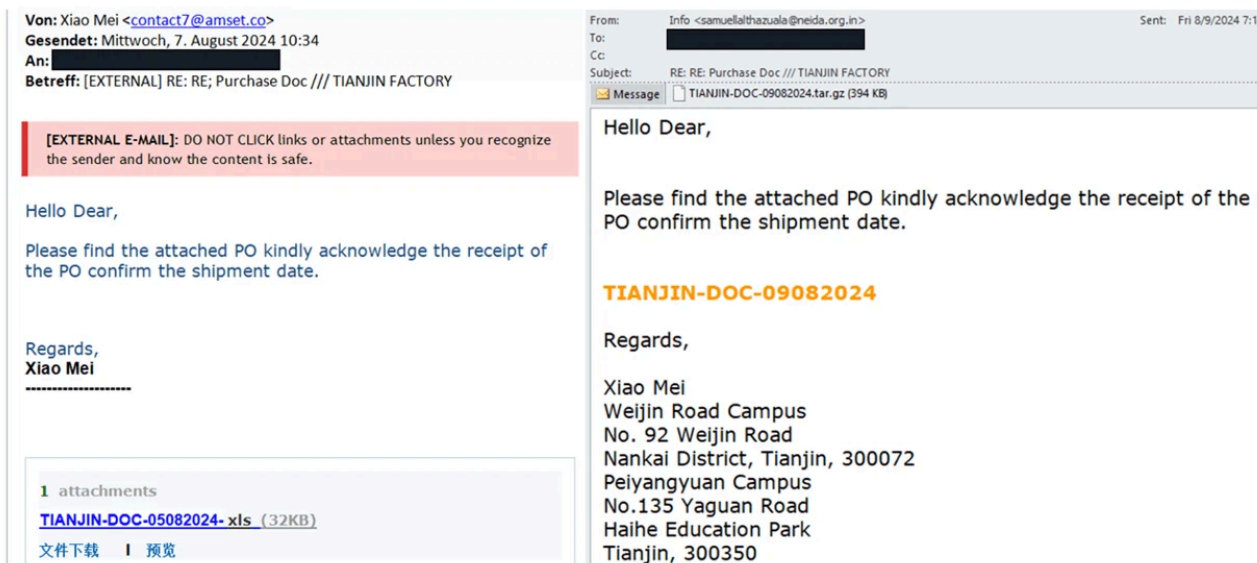 Von: Xiao Mei <contact7@amset.co>
Gesendet: Mittwoch, 7. August 2024 10:34
An:
Betreff: [EXTERNAL] RE: RE; Purchase Doc /// TIANJIN FACTORY
[EXTERNAL E-MAIL]: DO NOT CLICK links or attachments unless you recognize
the sender and know the content is safe.
Hello Dear,
Please find the attached PO kindly acknowledge the receipt of
the PO confirm the shipment date.
Regards,
Xiao Mei
--------------------
1 attachments
TIANJIN-DOC-05082024- xls (32KB)
文件下载 I 预览
From: Info <samuellalthazuala@neida.org.in> Sent: Fri 8/9/2024 7:1
To:
Cc:
Subject: RE: RE: Purchase Doc /// TIANJIN FACTORY
Message TIANJIN-DOC-09082024.tar.gz (394 KB)
Hello Dear,
Please find the attached PO kindly acknowledge the receipt of the
PO confirm the shipment date.
TIANJIN-DOC-09082024
Regards,
Xiao Mei
Weijin Road Campus
No. 92 Weijin Road
Nankai District, Tianjin, 300072
Peiyangyuan Campus
No.135 Yaguan Road
Haihe Education Park
Tianjin, 300350